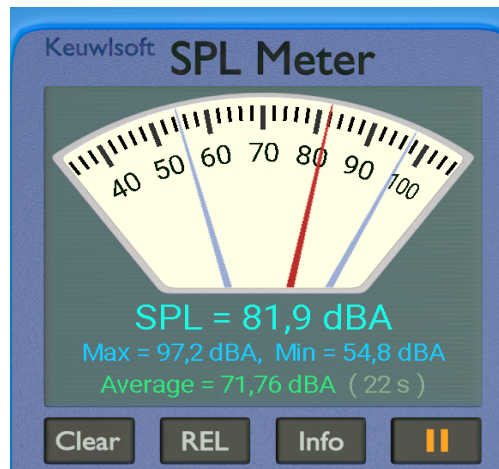 Keuwlsoft SPL Meter
40 50 60 70 80 90 100
SPL = 81,9 dBA
Max = 97,2 dBA, Min = 54,8 dBA
Average = 71,76 dBA ( 22 s )
Clear REL Info